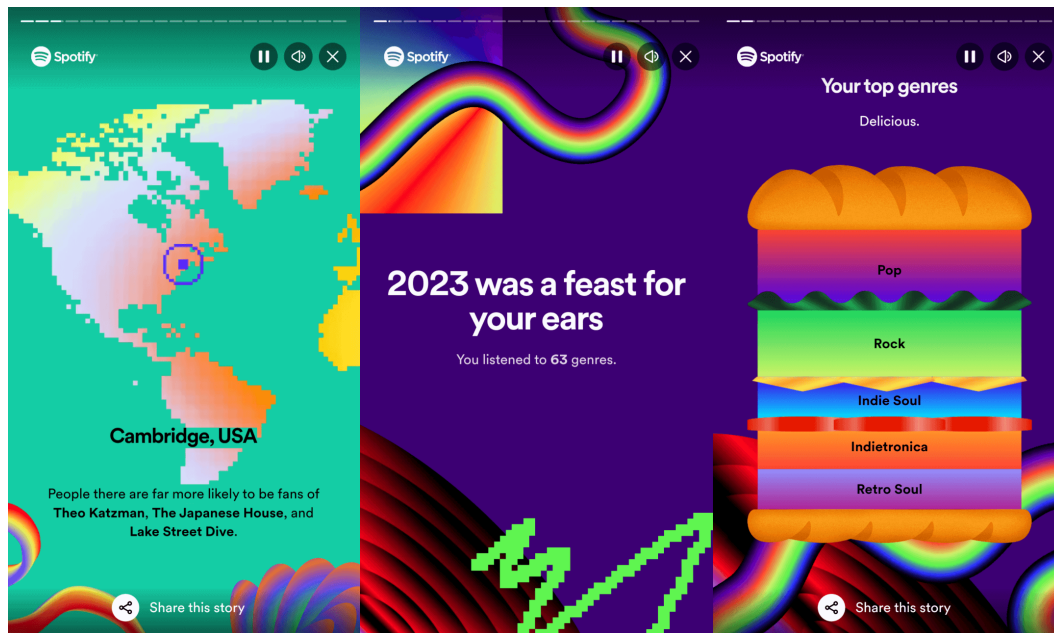 Spotify
Cambridge, USA
People there are far more likely to be fans of
Theo Katzman, The Japanese House, and
Lake Street Dive.
Share this story
Spotify
2023 was a feast for
your ears
You listened to 63 genres.
Spotify
Your top genres
Delicious.
Pop
Rock
Indie Soul
Indietronica
Retro Soul
Share this story